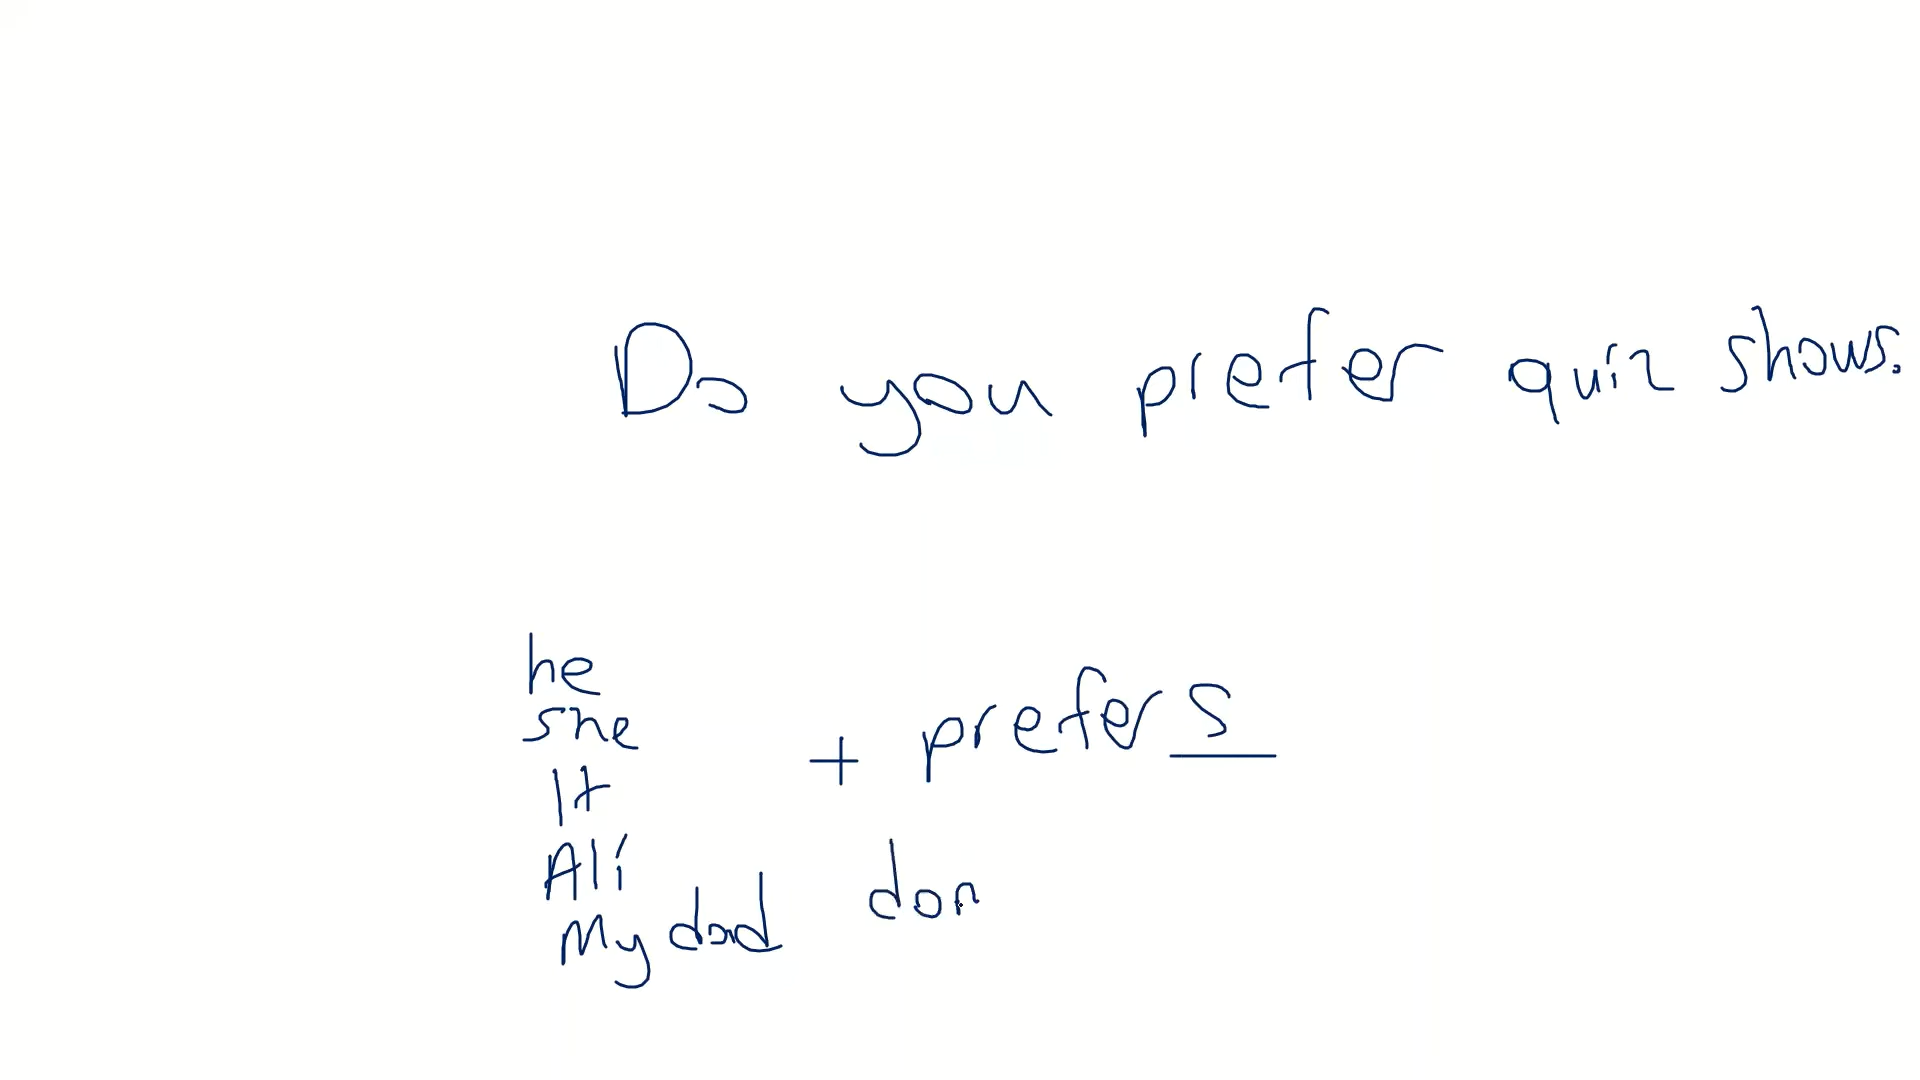 Do you prefer quiz shows.
he
she
It
+ prefers
Ali
My dad
don